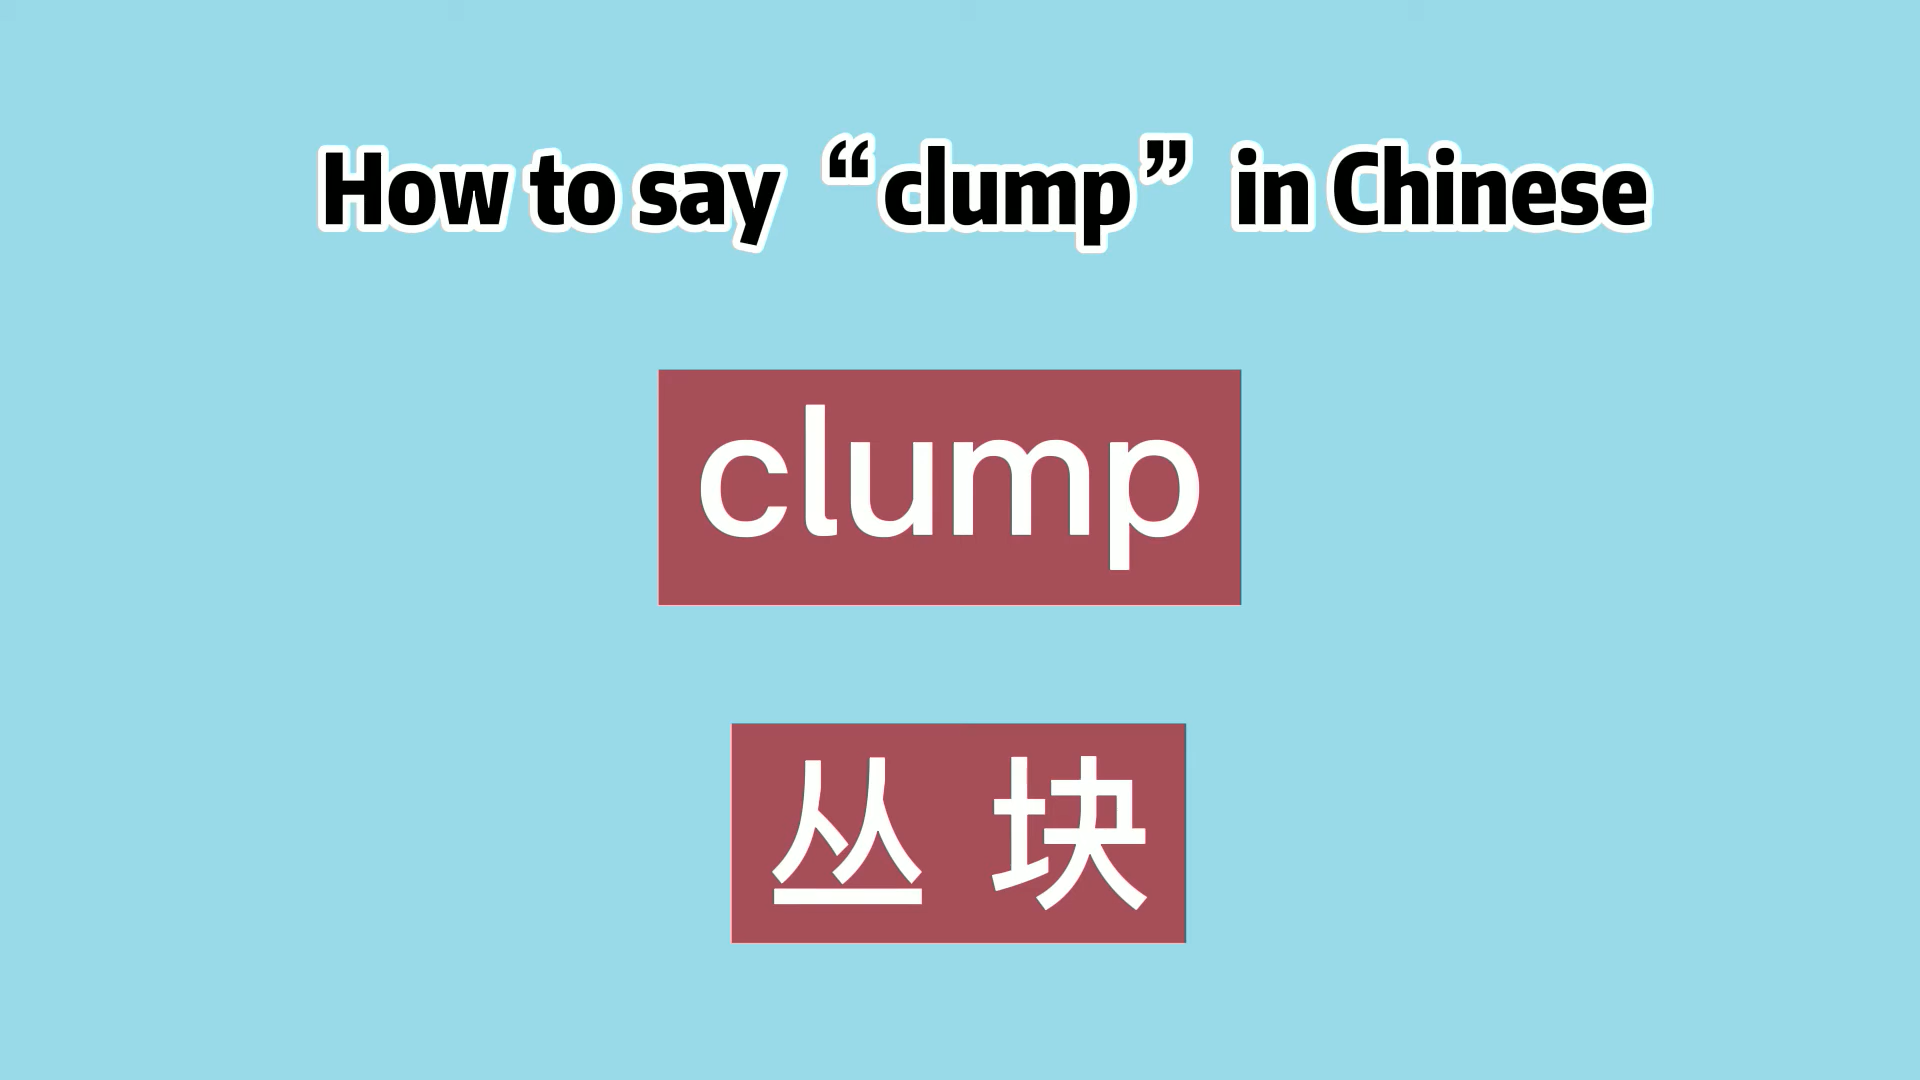 How to say “clump” in Chinese
clump
丛 块